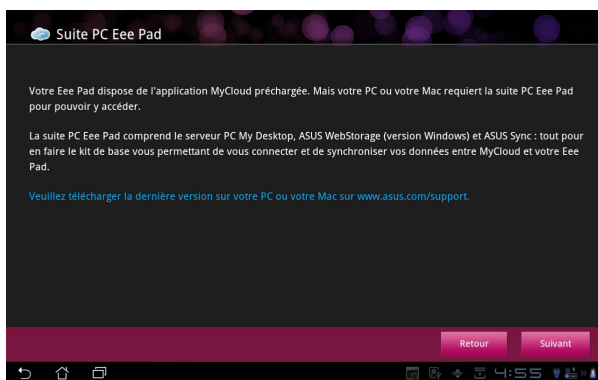 Suite PC Eee Pad
Votre Eee Pad dispose de l'application MyCloud préchargée. Mais votre PC ou votre Mac requiert la suite PC Eee Pad
pour pouvoir y accéder.
La suite PC Eee Pad comprend le serveur PC My Desktop, ASUS WebStorage (version Windows) et ASUS Sync : tout pour
en faire le kit de base vous permettant de vous connecter et de synchroniser vos données entre MyCloud et votre Eee
Pad.
Veuillez télécharger la dernière version sur votre PC ou votre Mac sur www.asus.com/support.
Retour Suivant
4:55